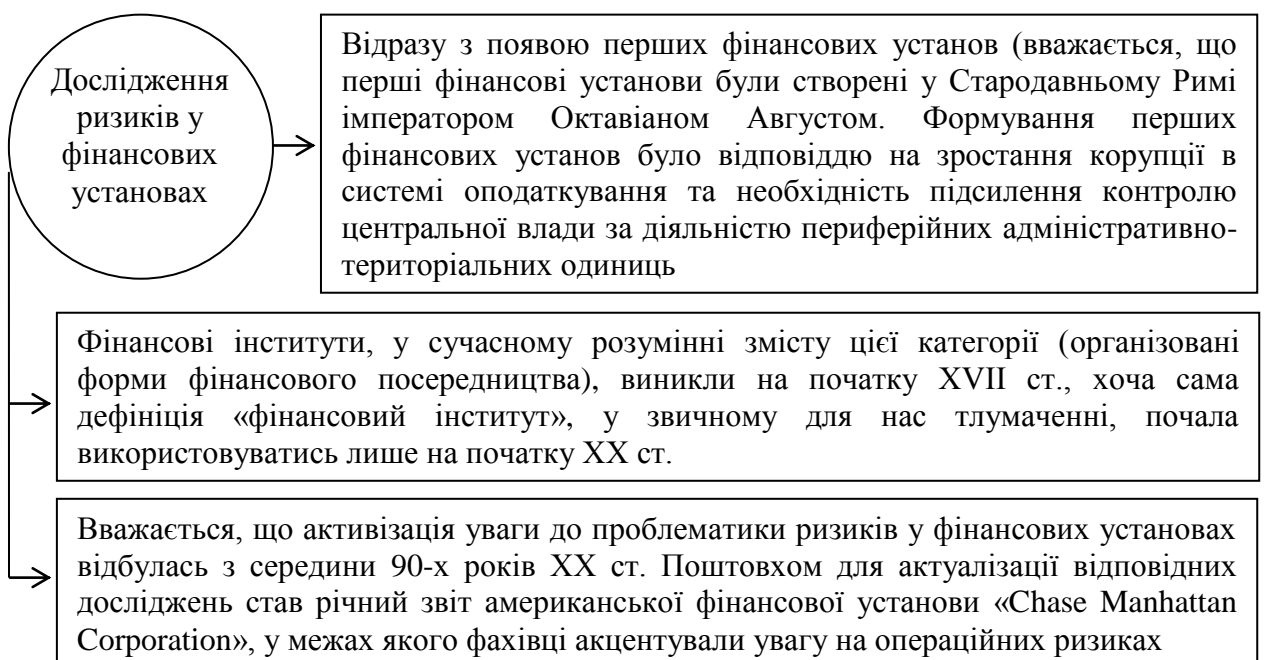 Дослідження
ризиків у
фінансових
установах
Відразу з появою перших фінансових установ (вважається, що
перші фінансові установи були створені у Стародавньому Римі
імператором Октавіаном Августом. Формування перших
фінансових установ було відповіддю на зростання корупції в
системі оподаткування та необхідність підсилення контролю
центральної влади за діяльністю периферійних адміністративно-
територіальних одиниць
Фінансові інститути, у сучасному розумінні змісту цієї категорії (організовані
форми фінансового посередництва), виникли на початку XVII ст., хоча сама
дефініція «фінансовий інститут», у звичному для нас тлумаченні, почала
використовуватись лише на початку XX ст.
Вважається, що активізація уваги до проблематики ризиків у фінансових установах
відбулась з середини 90-х років XX ст. Поштовхом для актуалізації відповідних
досліджень став річний звіт американської фінансової установи «Chase Manhattan
Corporation», у межах якого фахівці акцентували увагу на операційних ризиках